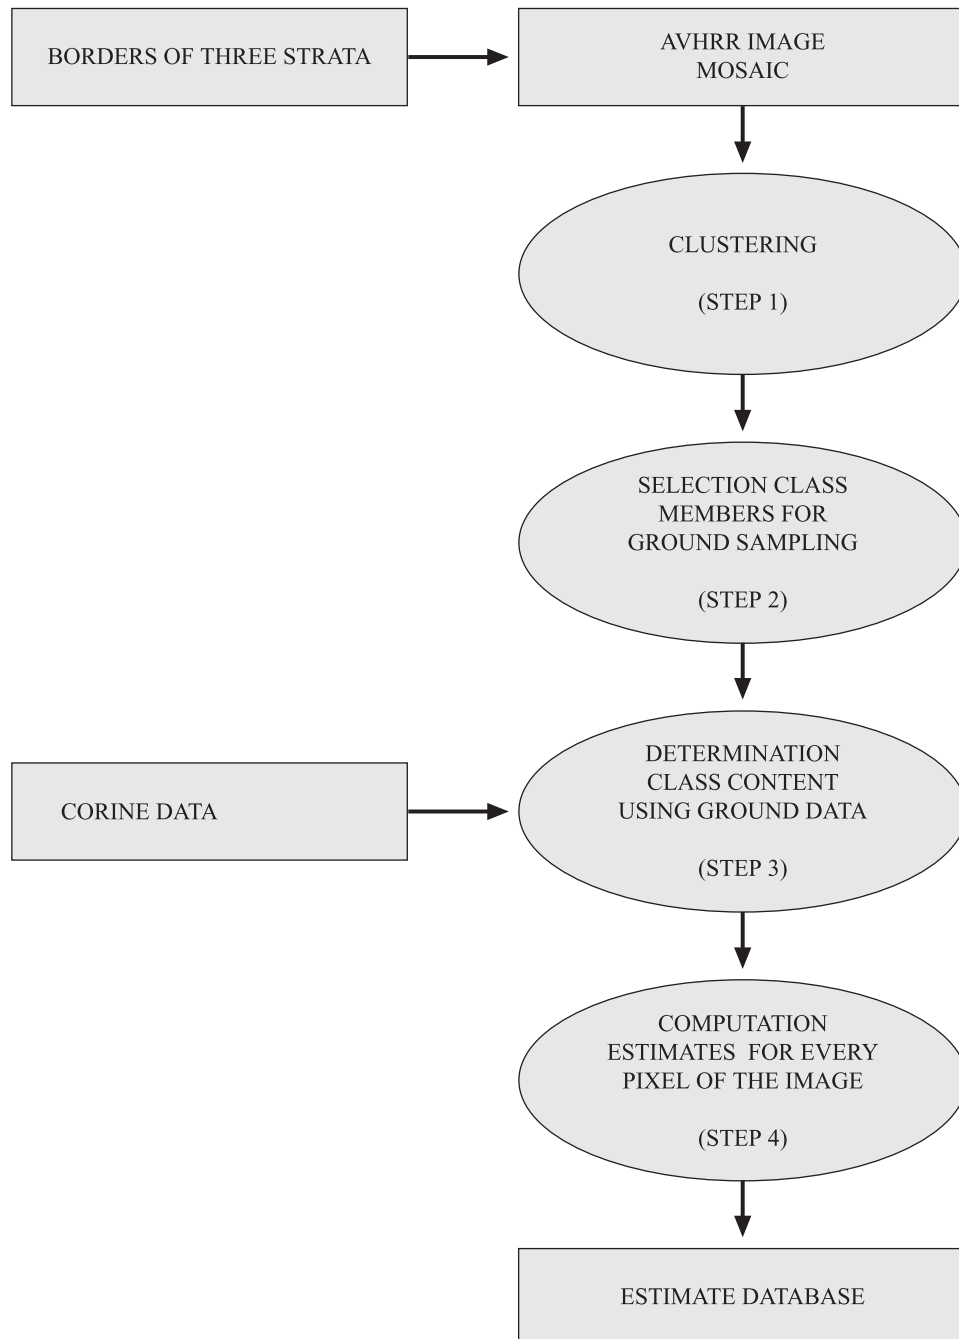 BORDERS OF THREE STRATA
AVHRR IMAGE
MOSAIC
CLUSTERING
(STEP 1)
SELECTION CLASS
MEMBERS FOR
GROUND SAMPLING
(STEP 2)
DETERMINATION
CLASS CONTENT
USING GROUND DATA
(STEP 3)
CORINE DATA
COMPUTATION
ESTIMATES FOR EVERY
PIXEL OF THE IMAGE
(STEP 4)
ESTIMATE DATABASE